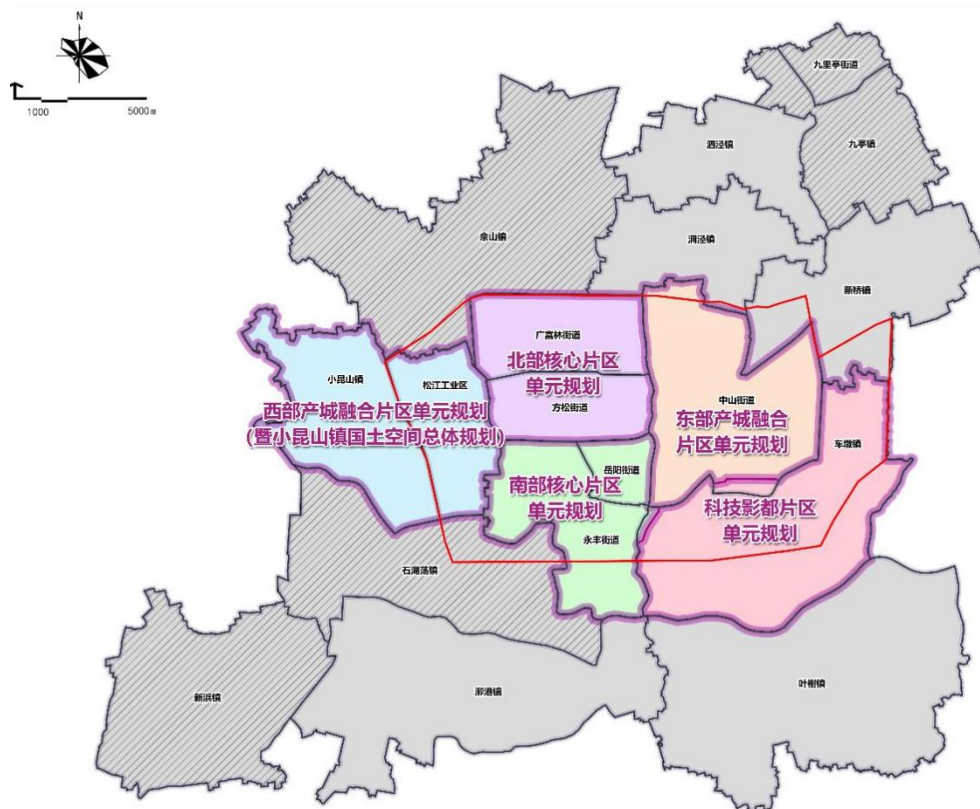 N
1000 5000m
九里亭街道
泗泾镇
九亭镇
佘山镇
洞泾镇
新桥镇
广富林街道
北部核心片区
单元规划
小昆山镇
松江工业区
方松街道
中山街道
西部产城融合片区单元规划
(暨小昆山镇国土空间总体规划)
东部产城融合
片区单元规划
车墩镇
岳阳街道
南部核心片区
单元规划
科技影都片区
单元规划
永丰街道
石湖荡镇
新浜镇
泖港镇
叶榭镇